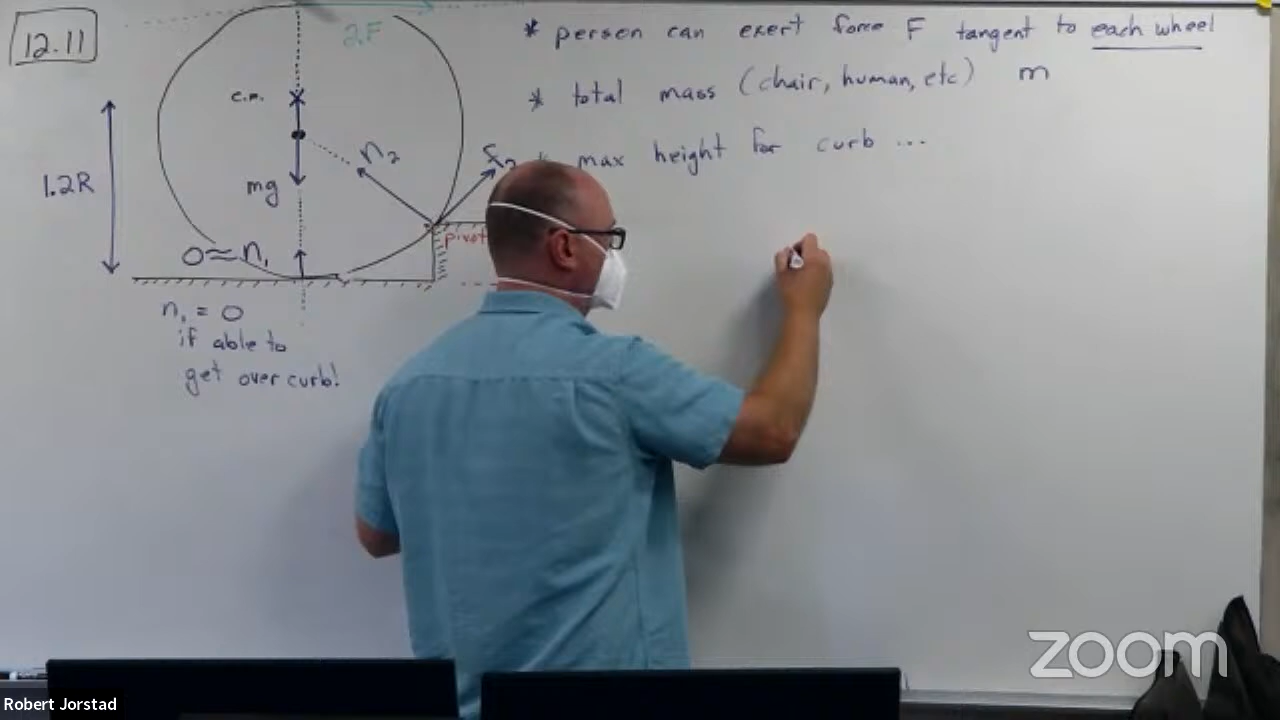 12.11
2F
* person can exert force F tangent to each wheel
c.m.
* total mass (chair, human, etc) m
n₂
max height for curb ...
1.2R
mg
pivot
0≈n₁
n₁ = 0
if able to
get over curb!
zoom
Robert Jorstad